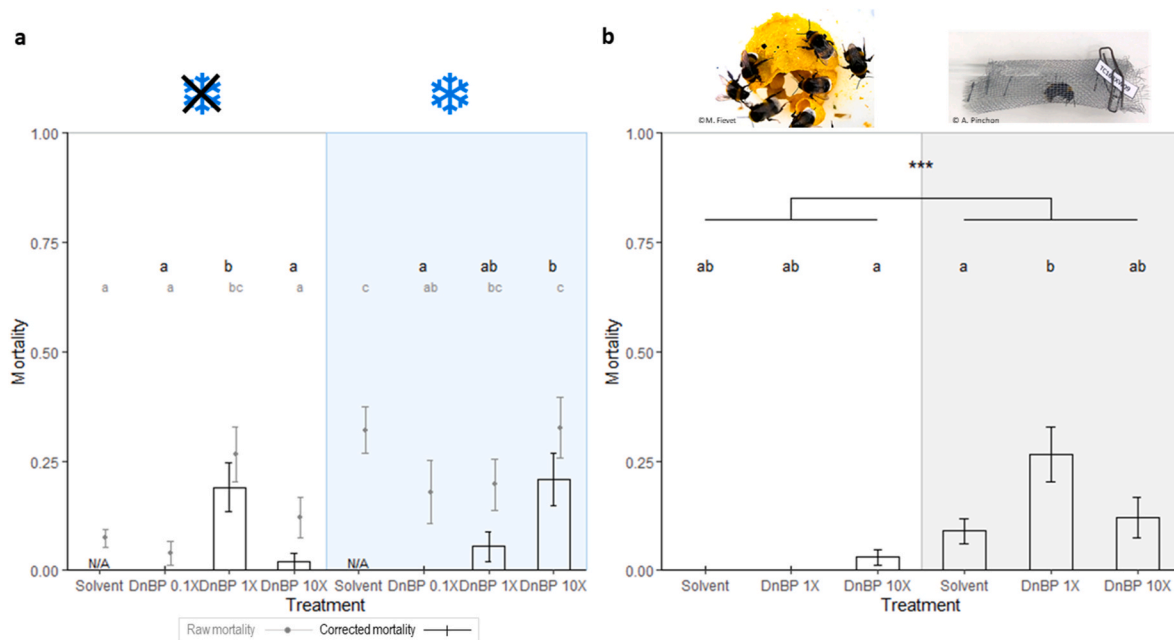 a
b
©M. Fievet
© A. Pinchon
Mortality
1.00
0.75
0.50
0.25
0.00
a b a a ab b
a a bc a c ab bc c
N/A N/A
Solvent DnBP 0.1X DnBP 1X DnBP 10X Solvent DnBP 0.1X DnBP 1X DnBP 10X
Treatment
Raw mortality Corrected mortality
Mortality
1.00
0.75
0.50
0.25
0.00
***
ab ab a a b ab
Solvent DnBP 1X DnBP 10X Solvent DnBP 1X DnBP 10X
Treatment